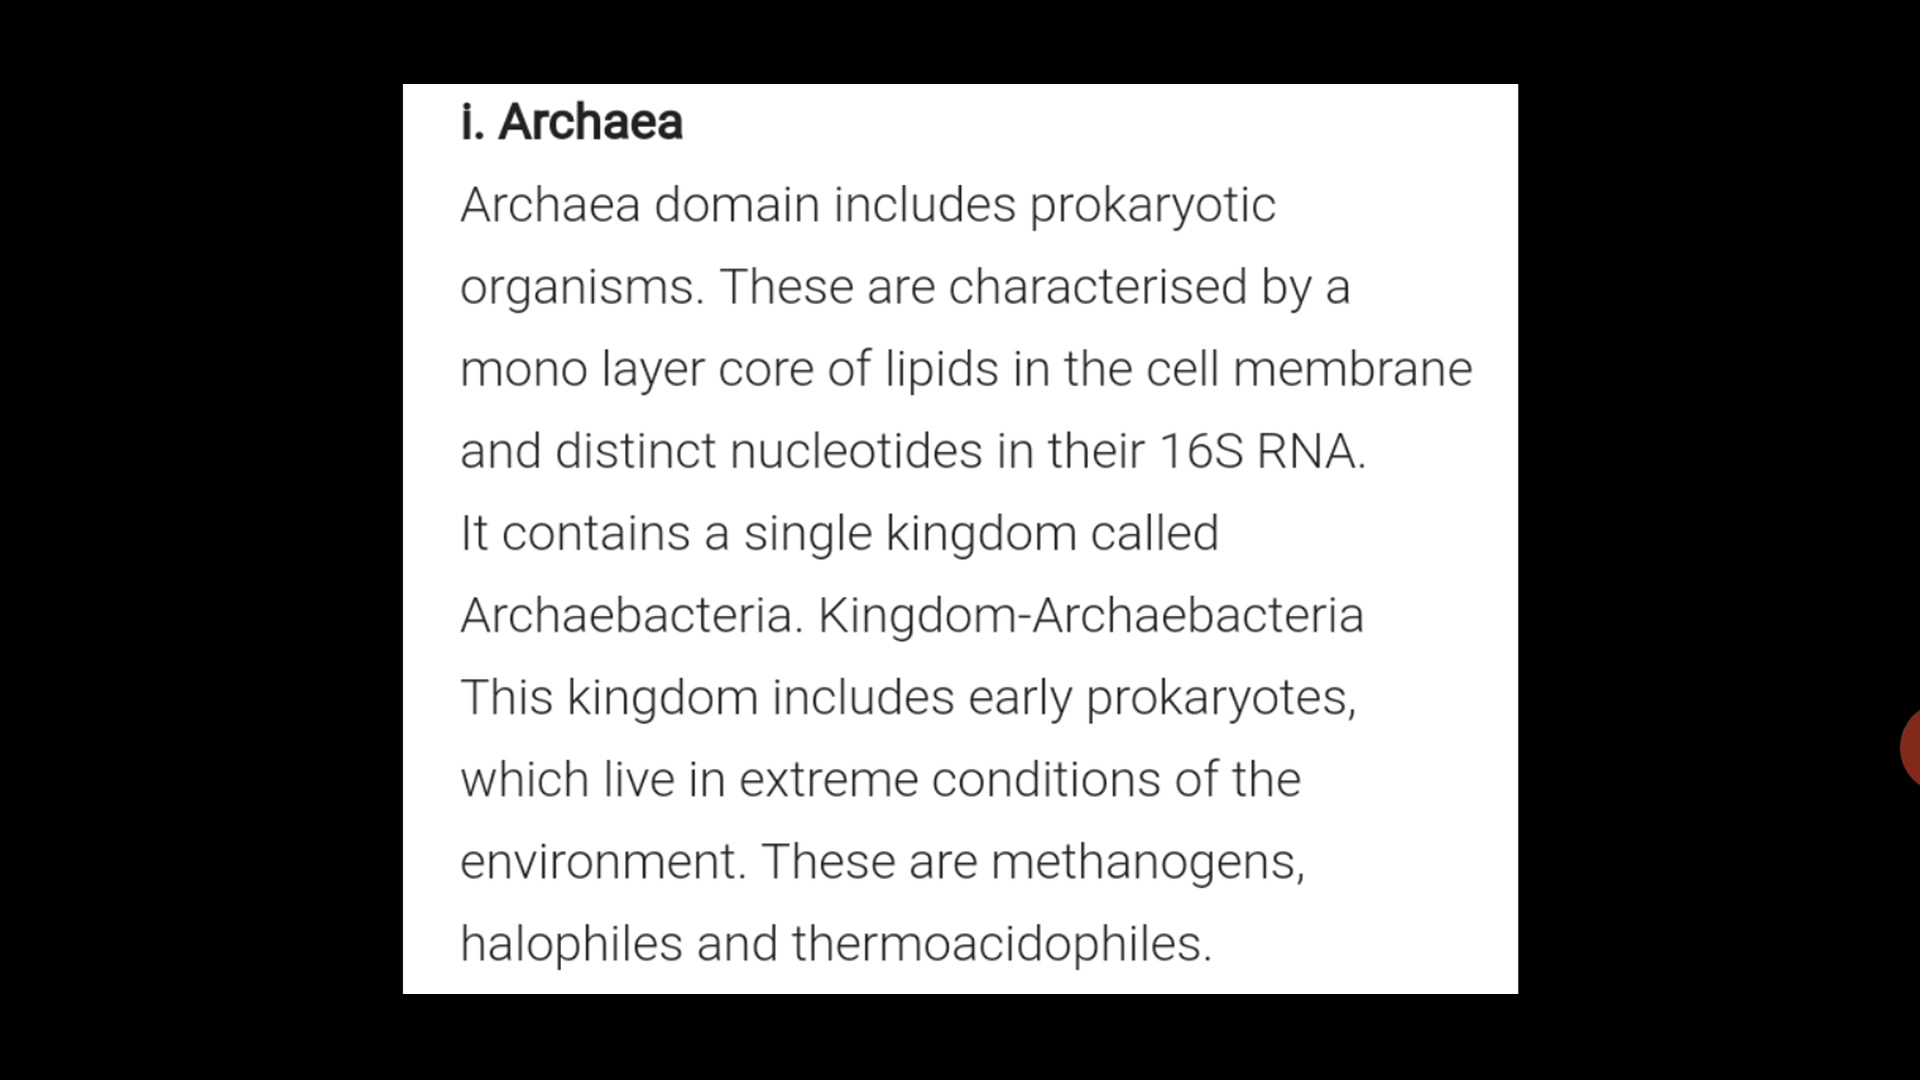 i. Archaea
Archaea domain includes prokaryotic
organisms. These are characterised by a
mono layer core of lipids in the cell membrane
and distinct nucleotides in their 16S RNA.
It contains a single kingdom called
Archaebacteria. Kingdom-Archaebacteria
This kingdom includes early prokaryotes,
which live in extreme conditions of the
environment. These are methanogens,
halophiles and thermoacidophiles.